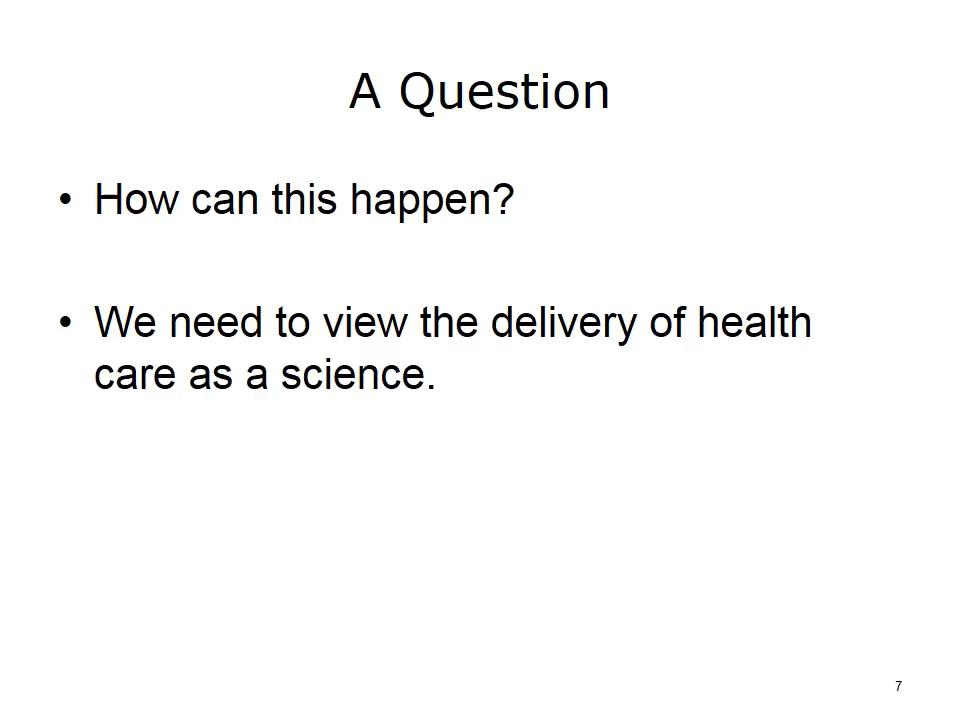 A Question
• How can this happen?
• We need to view the delivery of health
care as a science.
7